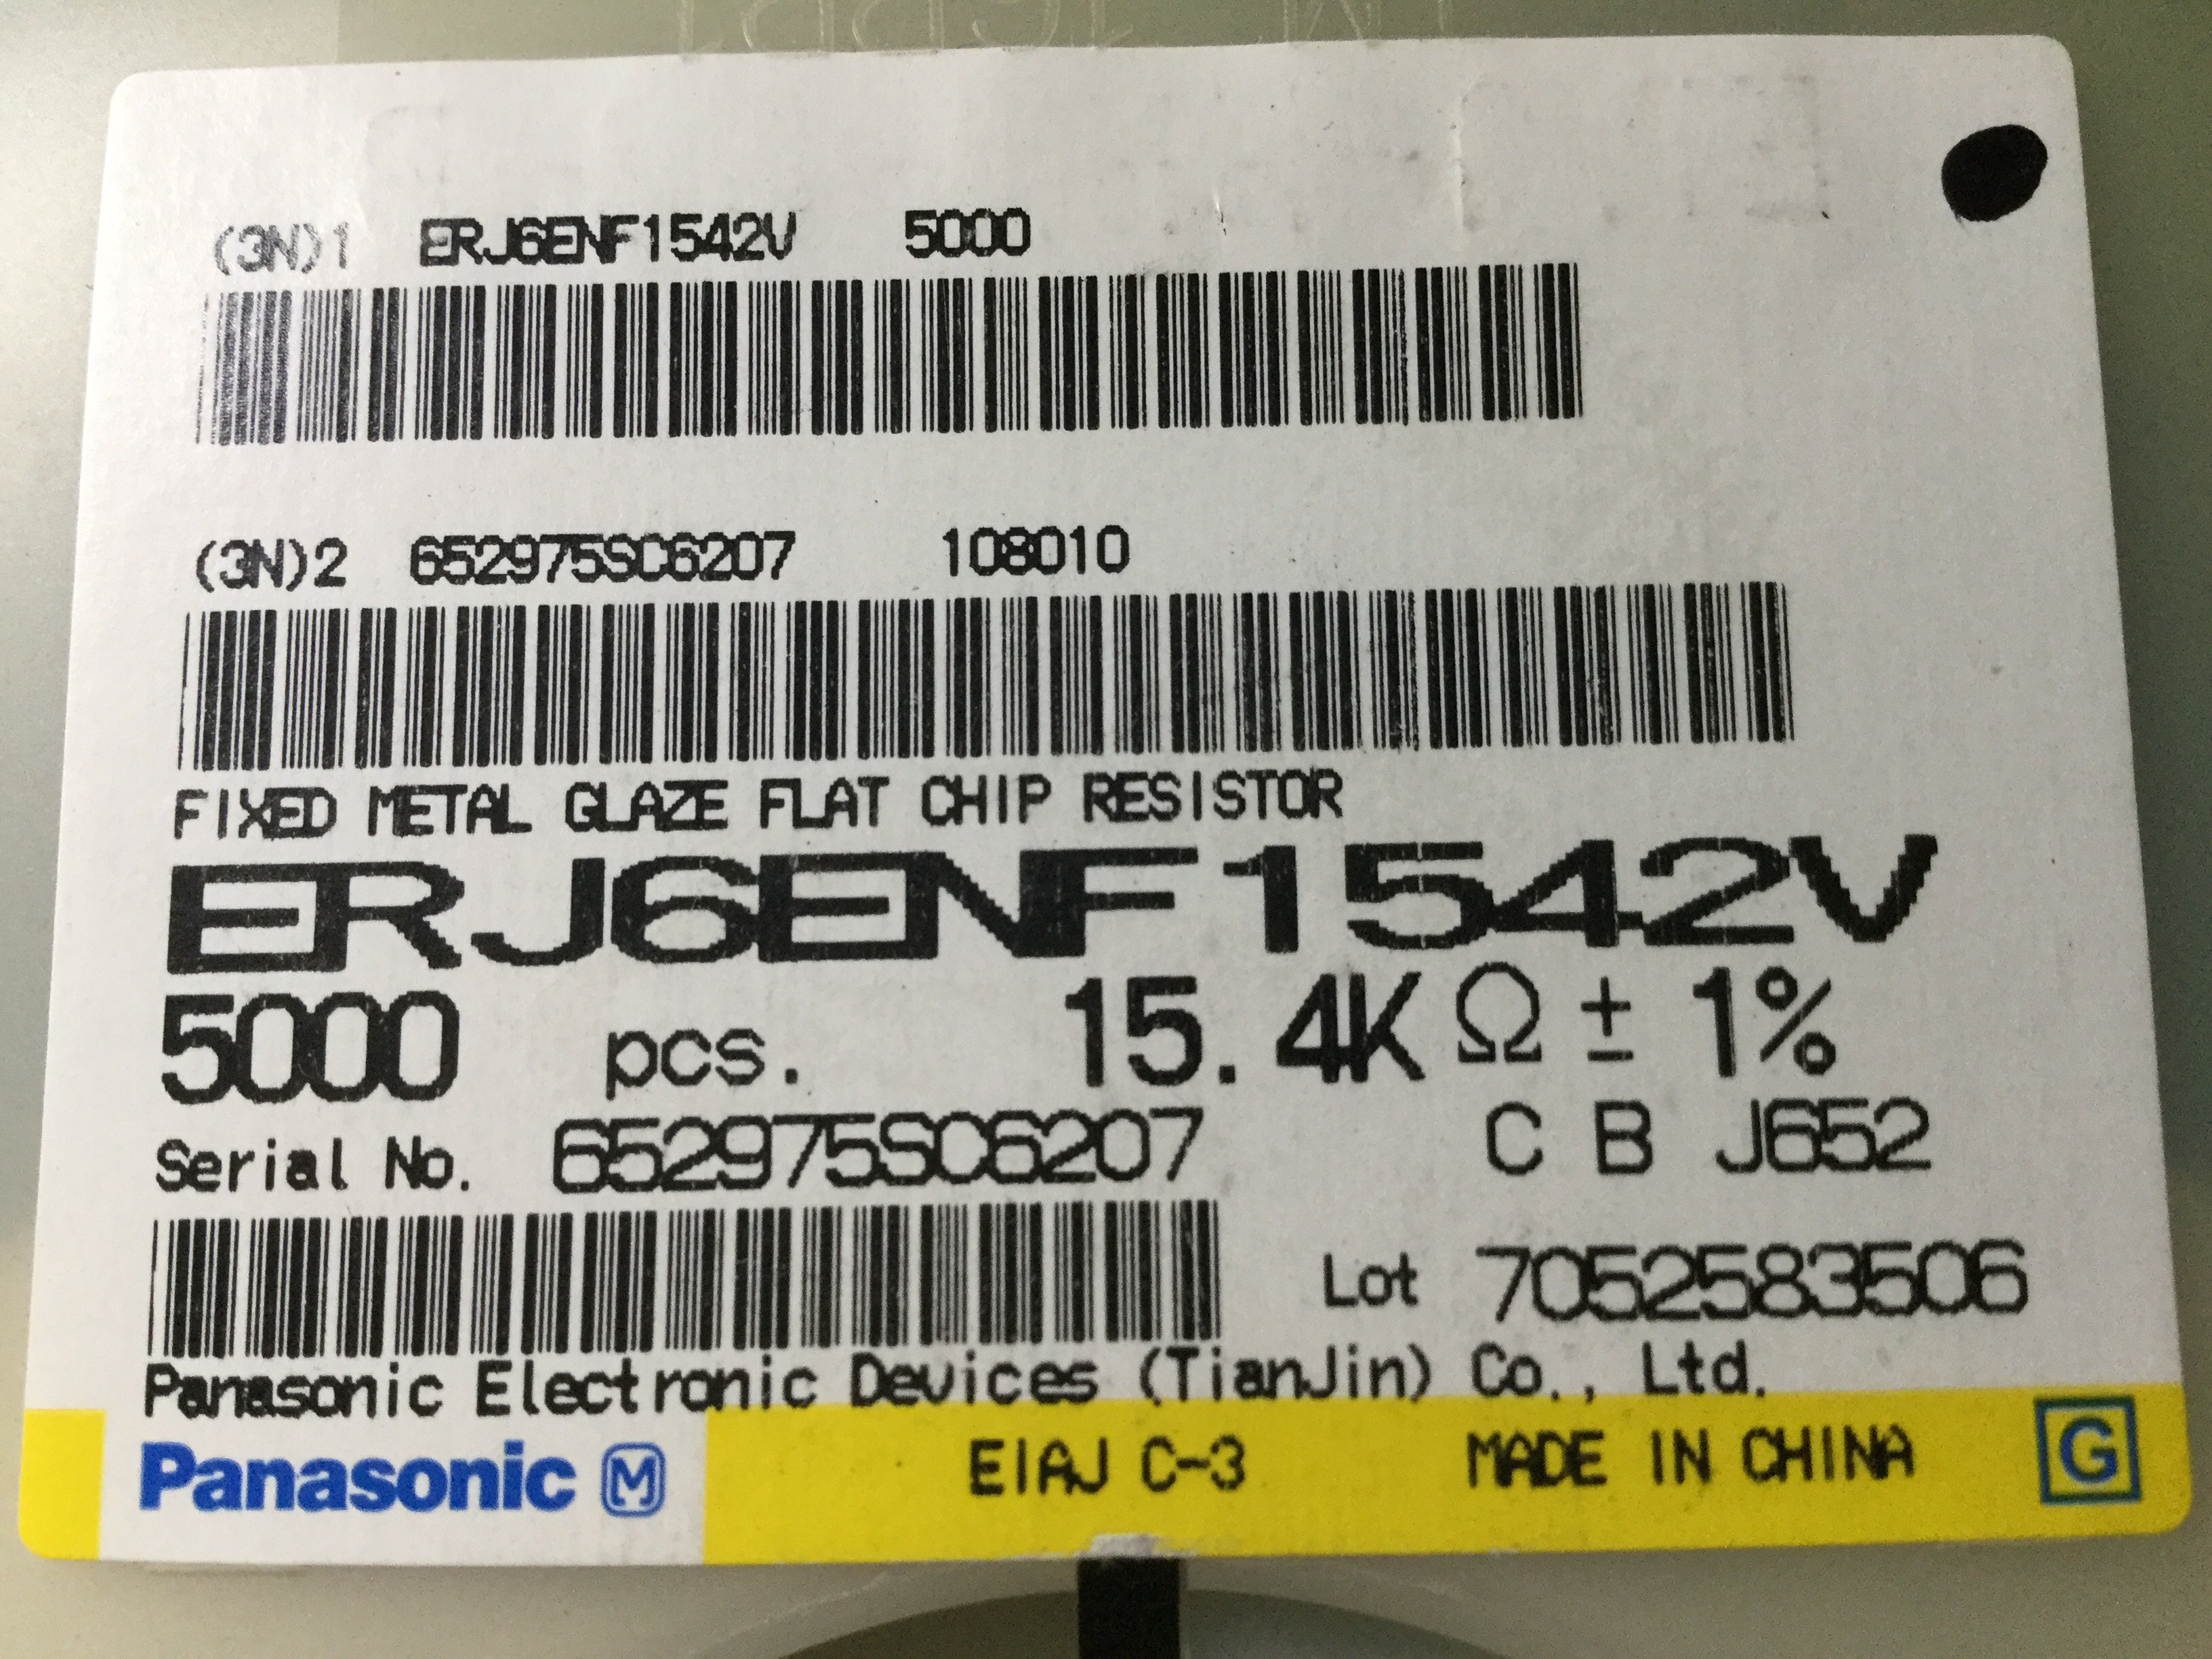 (3N)1 ERJ6ENF1542V 5000
(3N)2 652975SC6207 108010
FIXED METAL GLAZE FLAT CHIP RESISTOR
ERJ6ENF1542V
5000 pcs. 15.4KΩ ± 1%
Serial No. 652975SC6207 C B J652
Lot 7052583506
Panasonic Electronic Devices (TianJin) Co., Ltd.
Panasonic M EIAJ C-3 MADE IN CHINA G